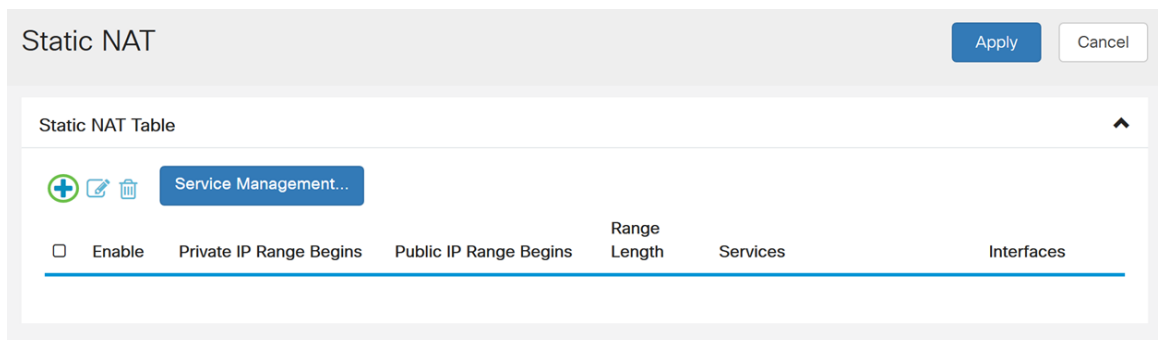 Static NAT
Apply
Cancel
Static NAT Table
Service Management...
Enable
Private IP Range Begins
Public IP Range Begins
Range
Length
Services
Interfaces